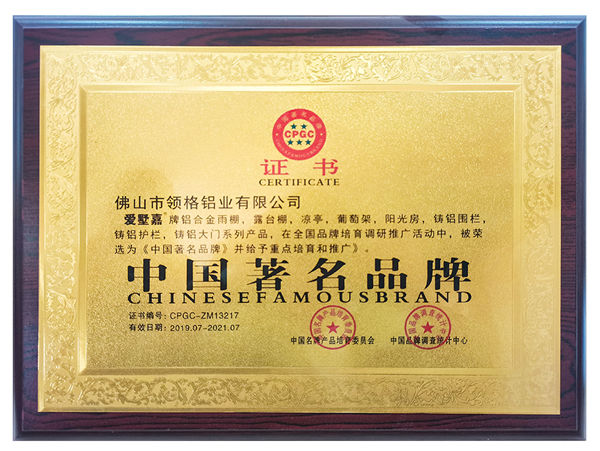 中国著名品牌
CPGC
证书
CERTIFICATE
佛山市领格铝业有限公司
爱墅嘉®牌铝合金雨棚，露台棚，凉亭，葡萄架，阳光房，铸铝围栏，
铸铝护栏，铸铝大门系列产品，在全国品牌培育调研推广活动中，被荣
选为《中国著名品牌》并给予重点培育和推广》。
中国著名品牌
CHINESEFAMOUSBRAND
证书编号: CPGC-ZM13217
有效日期: 2019.07-2021.07
中国名牌产品培育委员会
中国品牌调查统计中心